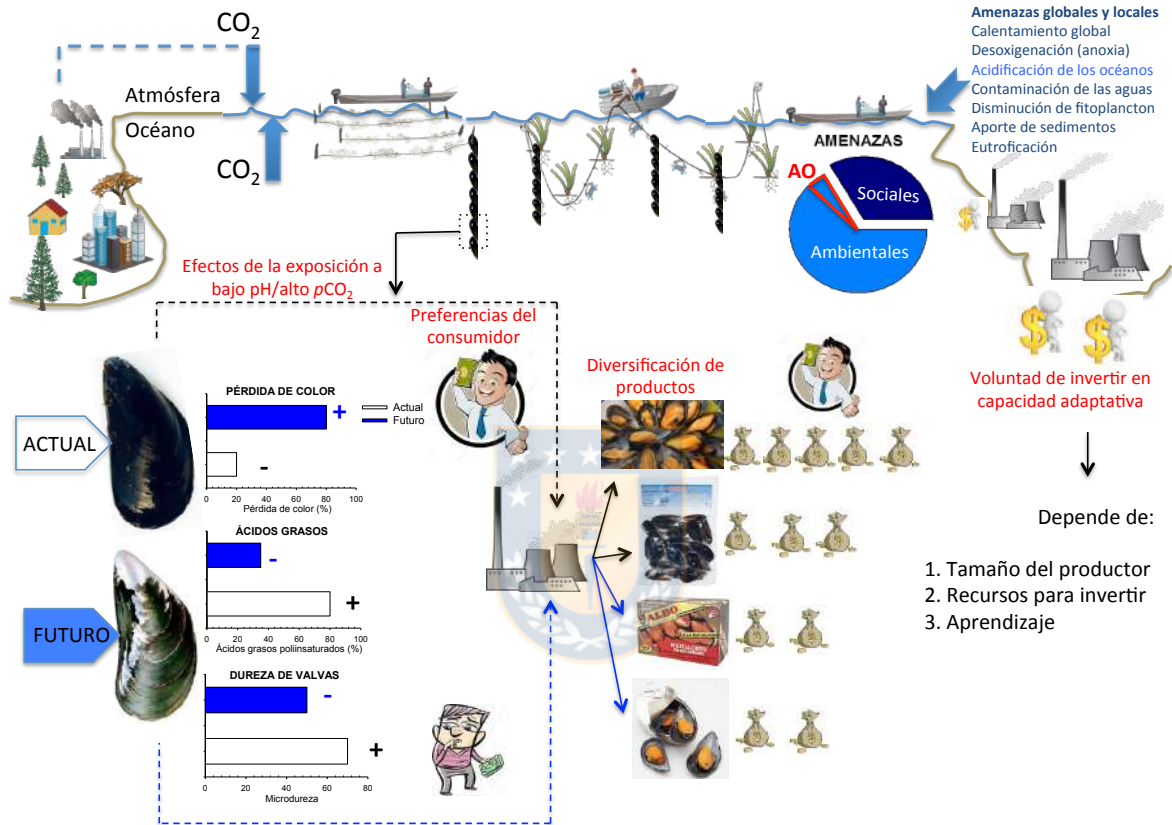 CO2
Atmósfera
Océano
CO2
Amenazas globales y locales
Calentamiento global
Desoxigenación (anoxia)
Acidificación de los océanos
Contaminación de las aguas
Disminución de fitoplancton
Aporte de sedimentos
Eutroficación
AMENAZAS
AO
Sociales
Ambientales
Efectos de la exposición a
bajo pH/alto pCO2
Preferencias del
consumidor
Diversificación de
productos
Voluntad de invertir en
capacidad adaptativa
Depende de:
1. Tamaño del productor
2. Recursos para invertir
3. Aprendizaje
ACTUAL
FUTURO
PÉRDIDA DE COLOR
Actual
Futuro
+
-
0 20 40 60 80 100
Pérdida de color (%)
ÁCIDOS GRASOS
-
+
0 20 40 60 80 100
Ácidos grasos poliinsaturados (%)
DUREZA DE VALVAS
-
+
0 20 40 60 80
Microdureza